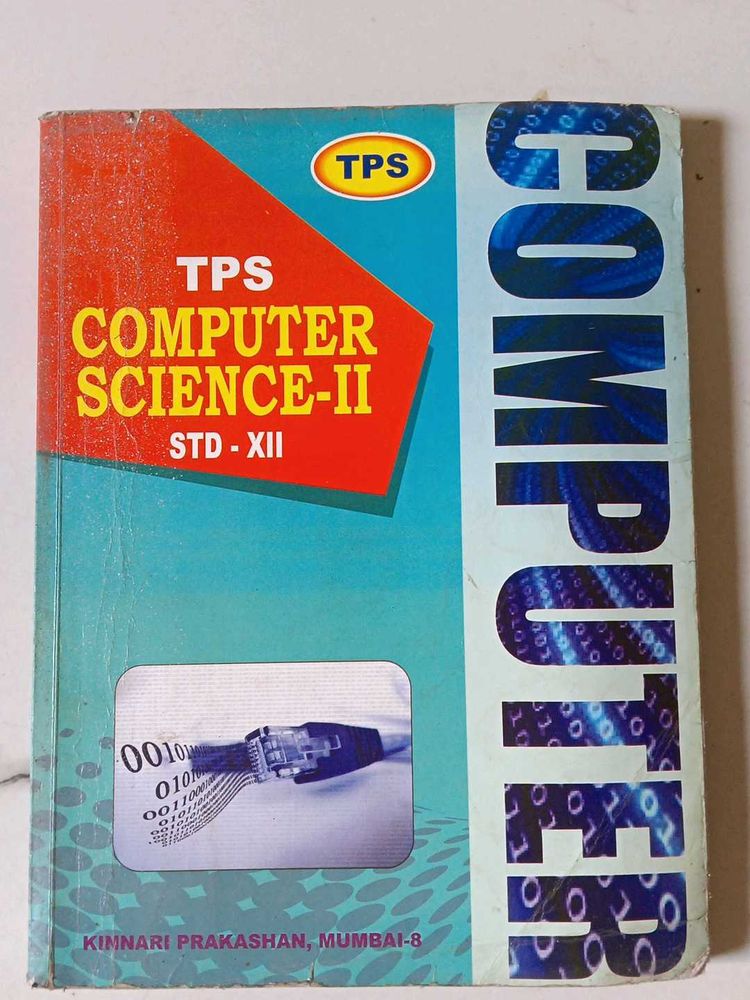 TPS
TPS
COMPUTER
SCIENCE-II
STD - XII
COMPUTER
KINNARI PRAKASHAN, MUMBAI-8